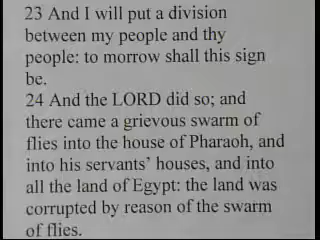 23 And I will put a division
between my people and thy
people: to morrow shall this sign
be.
24 And the LORD did so; and
there came a grievous swarm of
flies into the house of Pharaoh, and
into his servants’ houses, and into
all the land of Egypt: the land was
corrupted by reason of the swarm
of flies.